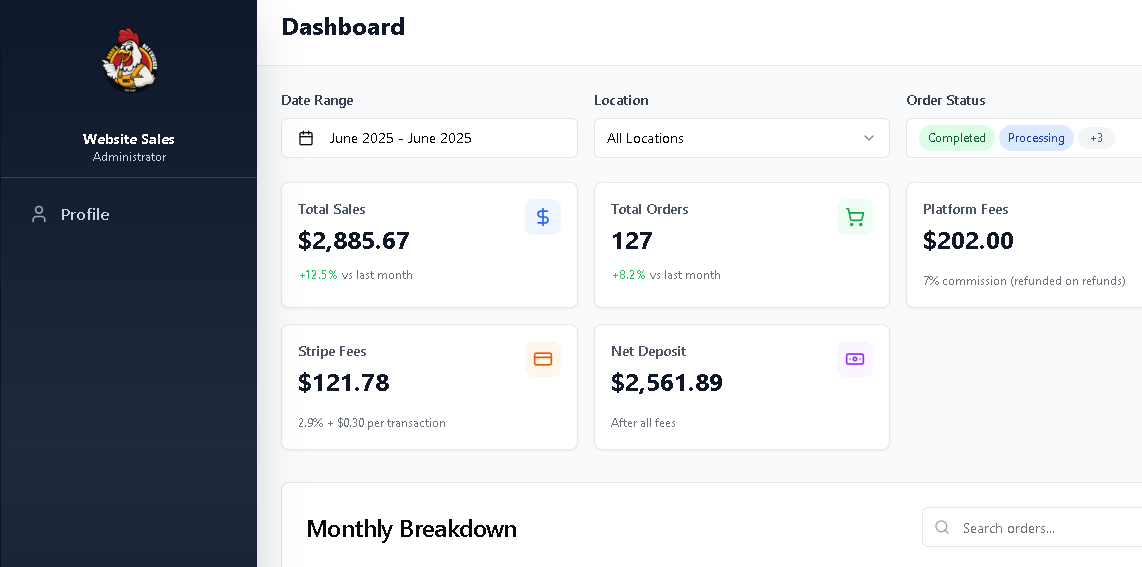 Dashboard
Website Sales
Administrator
Profile
Date Range
June 2025 - June 2025
Location
All Locations
Order Status
Completed
Processing
+3
Total Sales
$2,885.67
+12.5% vs last month
Total Orders
127
+8.2% vs last month
Platform Fees
$202.00
7% commission (refunded on refunds)
Stripe Fees
$121.78
2.9% + $0.30 per transaction
Net Deposit
$2,561.89
After all fees
Monthly Breakdown
Search orders...